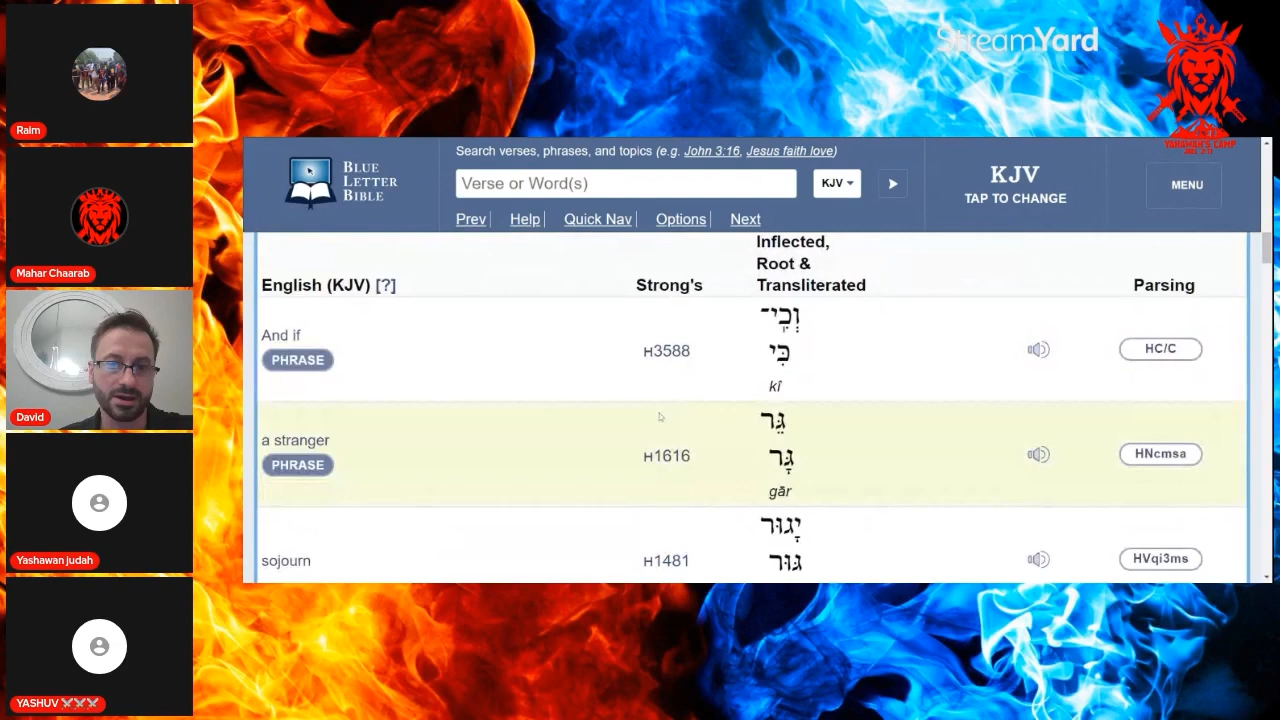 StreamYard
YAHAWAH'S CAMP
Raim
Mahar Chaarab
David
Yashawan judah
YASHUV ⚔⚔⚔
BLUE
LETTER
BIBLE
Search verses, phrases, and topics (e.g. John 3:16, Jesus faith love)
Verse or Word(s)
KJV
Prev| Help| Quick Nav| Options| Next
KJV
TAP TO CHANGE
MENU
English (KJV) [?]
Strong's
Inflected,
Root &
Transliterated
Parsing
And if
PHRASE
H3588
וְכִֽי־
כִּי
kî
HC/C
a stranger
PHRASE
H1616
גֵּר
גָּר
gār
HNcmsa
sojourn
H1481
יָגוּר
גּוּר
HVqi3ms